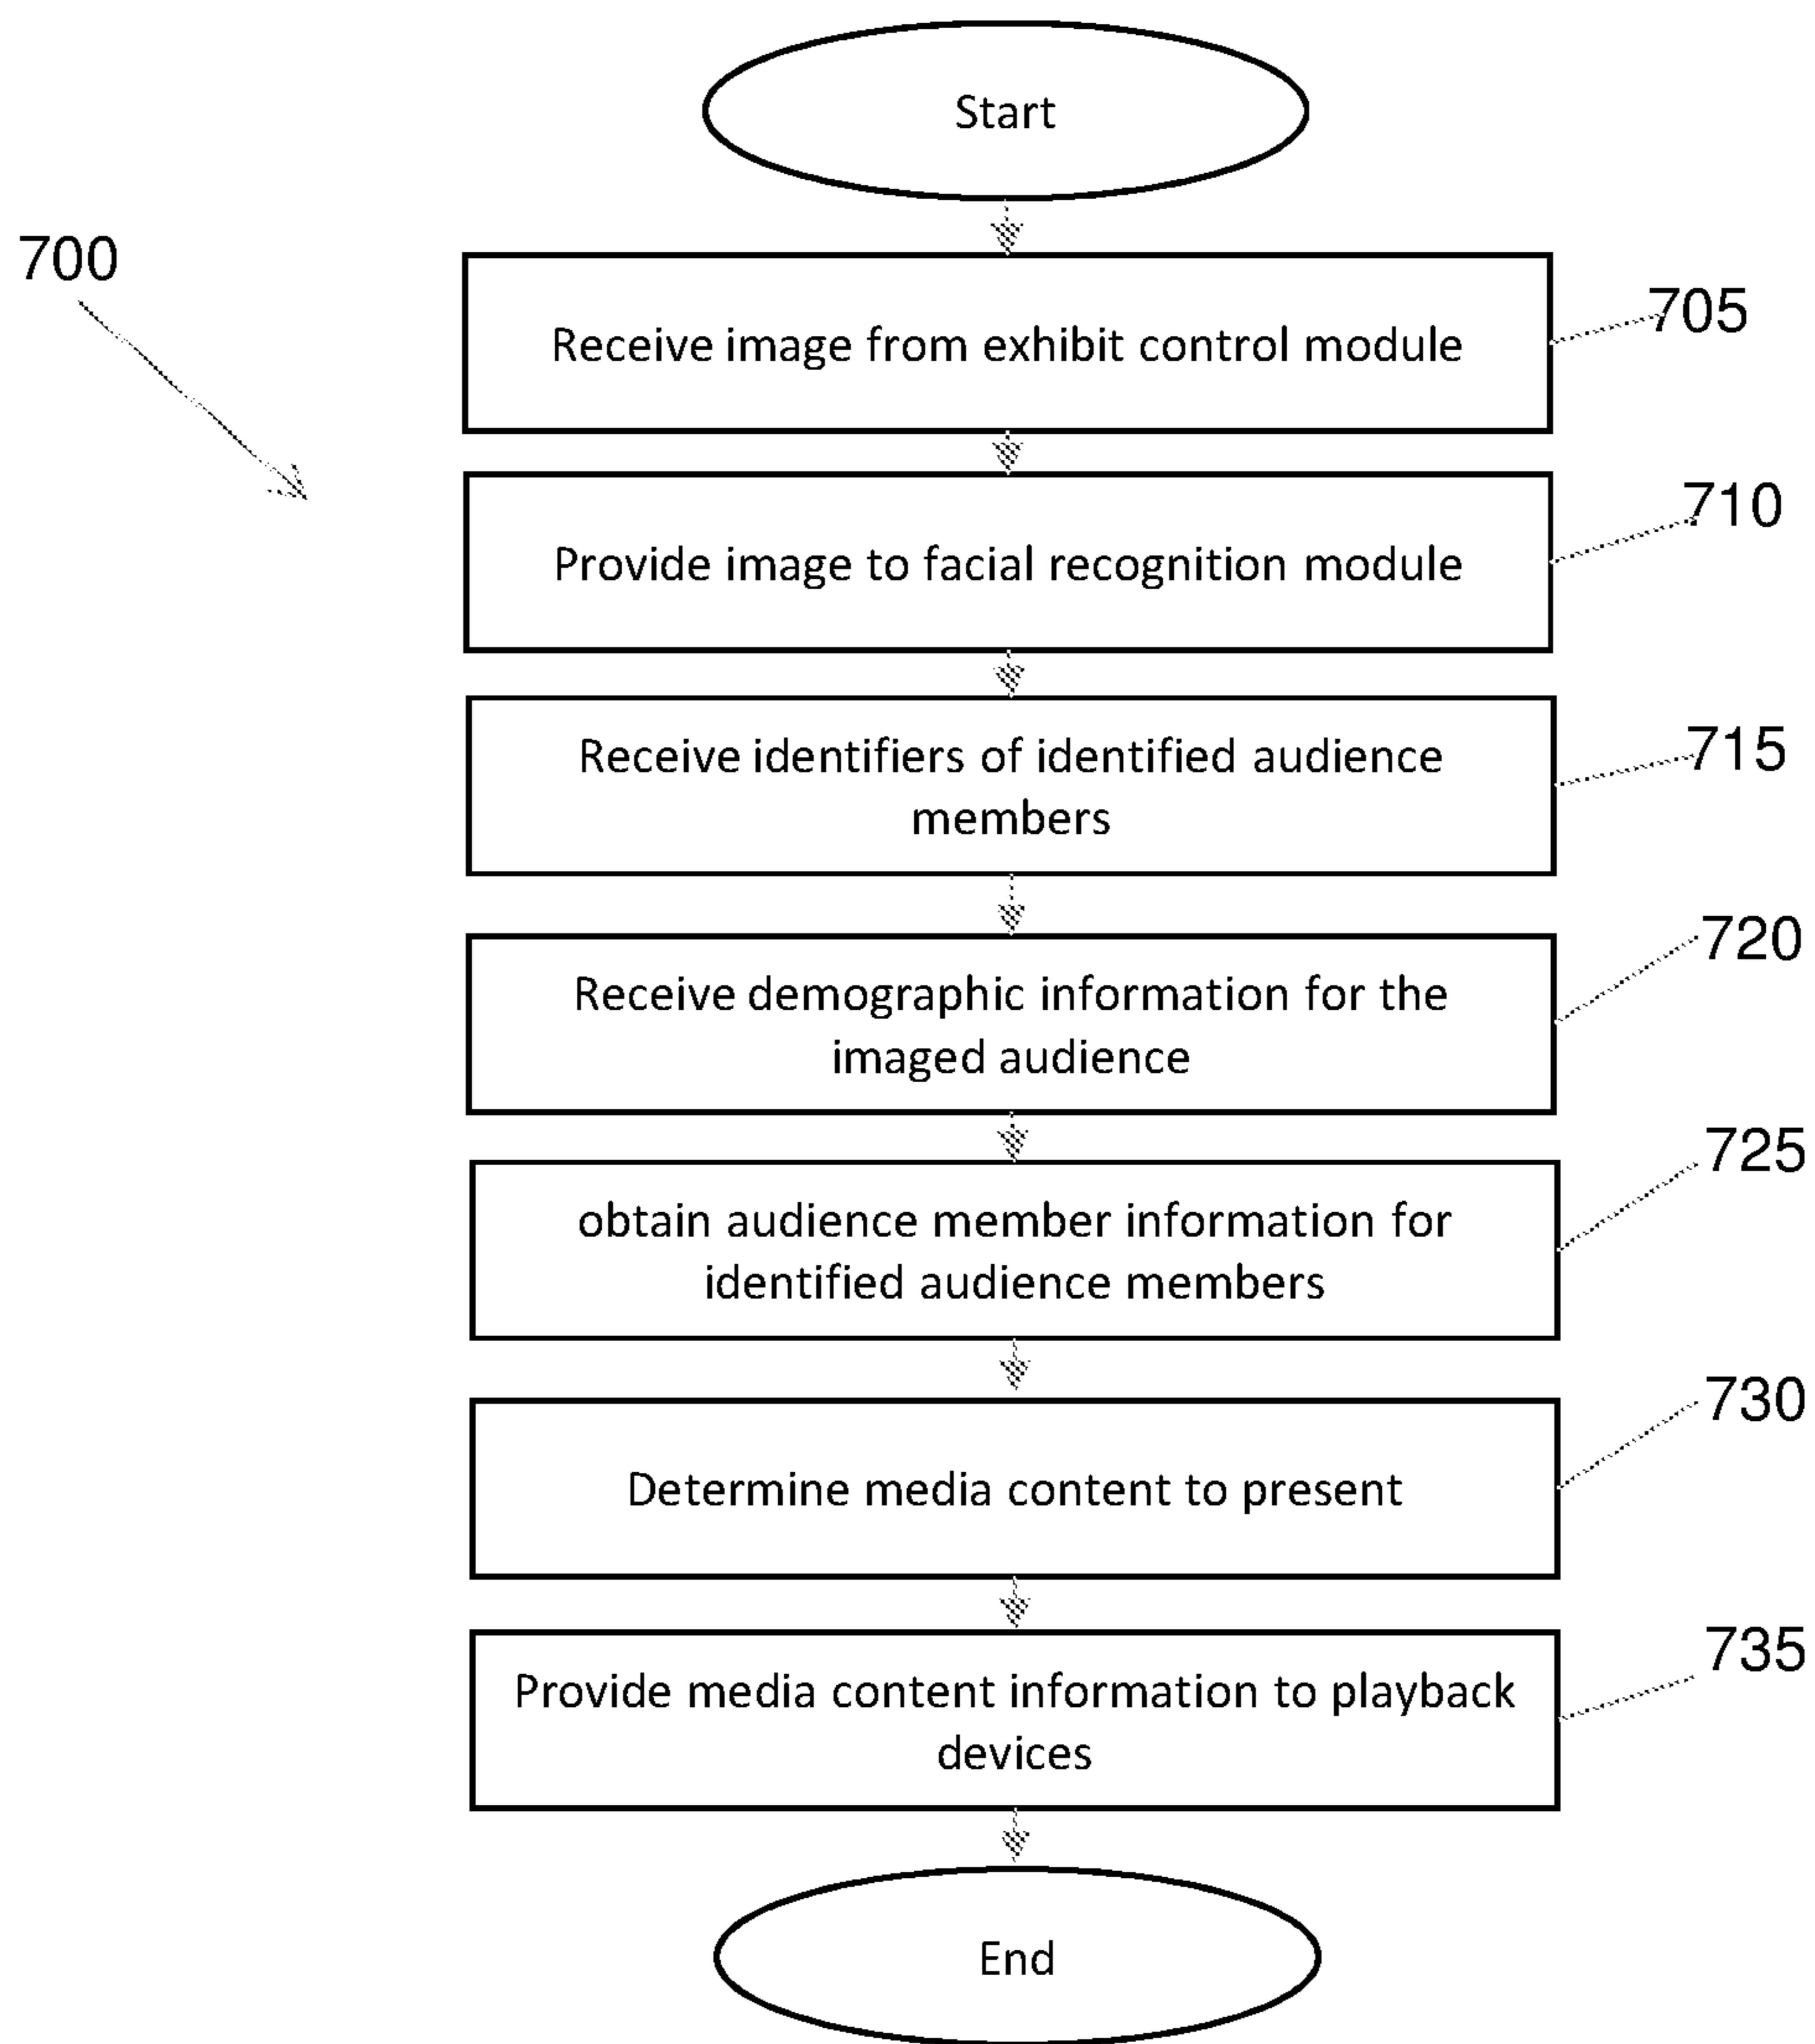 Start
700
Receive image from exhibit control module
705
Provide image to facial recognition module
710
Receive identifiers of identified audience
members
715
Receive demographic information for the
imaged audience
720
obtain audience member information for
identified audience members
725
Determine media content to present
730
Provide media content information to playback
devices
735
End